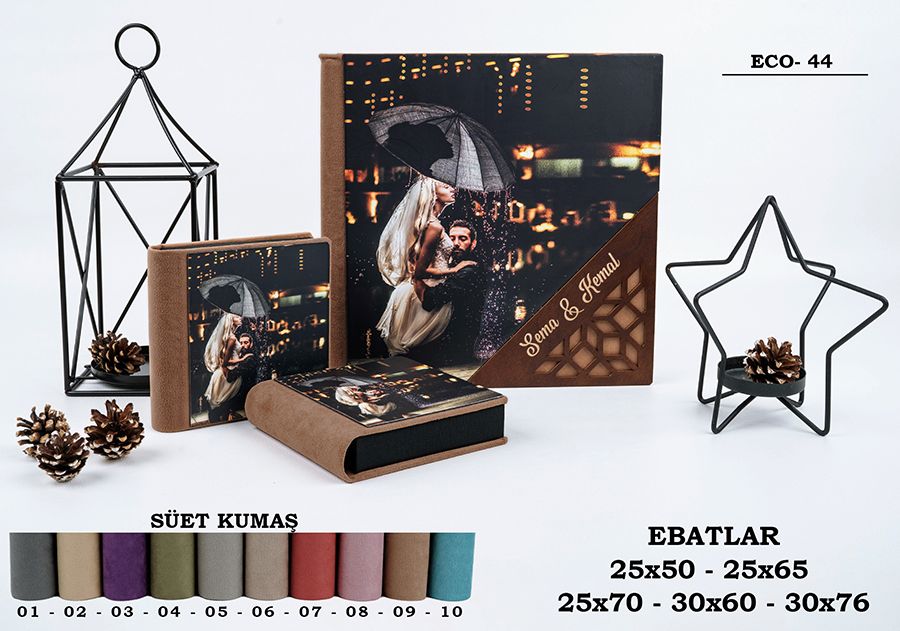 ECO- 44
Sema & Kemal
SÜET KUMAŞ
01 - 02 - 03 - 04 - 05 - 06 - 07 - 08 - 09 - 10
EBATLAR
25x50 - 25x65
25x70 - 30x60 - 30x76